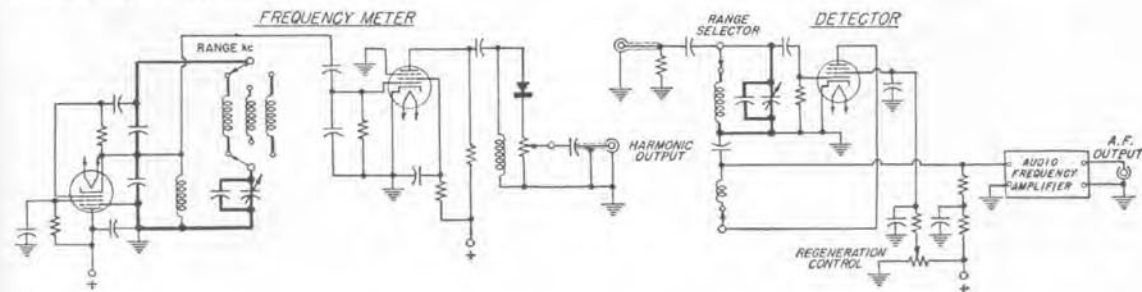 FREQUENCY METER
RANGE kc
HARMONIC
OUTPUT
+
+
DETECTOR
RANGE
SELECTOR
REGENERATION
CONTROL
+
AUDIO
FREQUENCY
AMPLIFIER
A.F.
OUTPUT